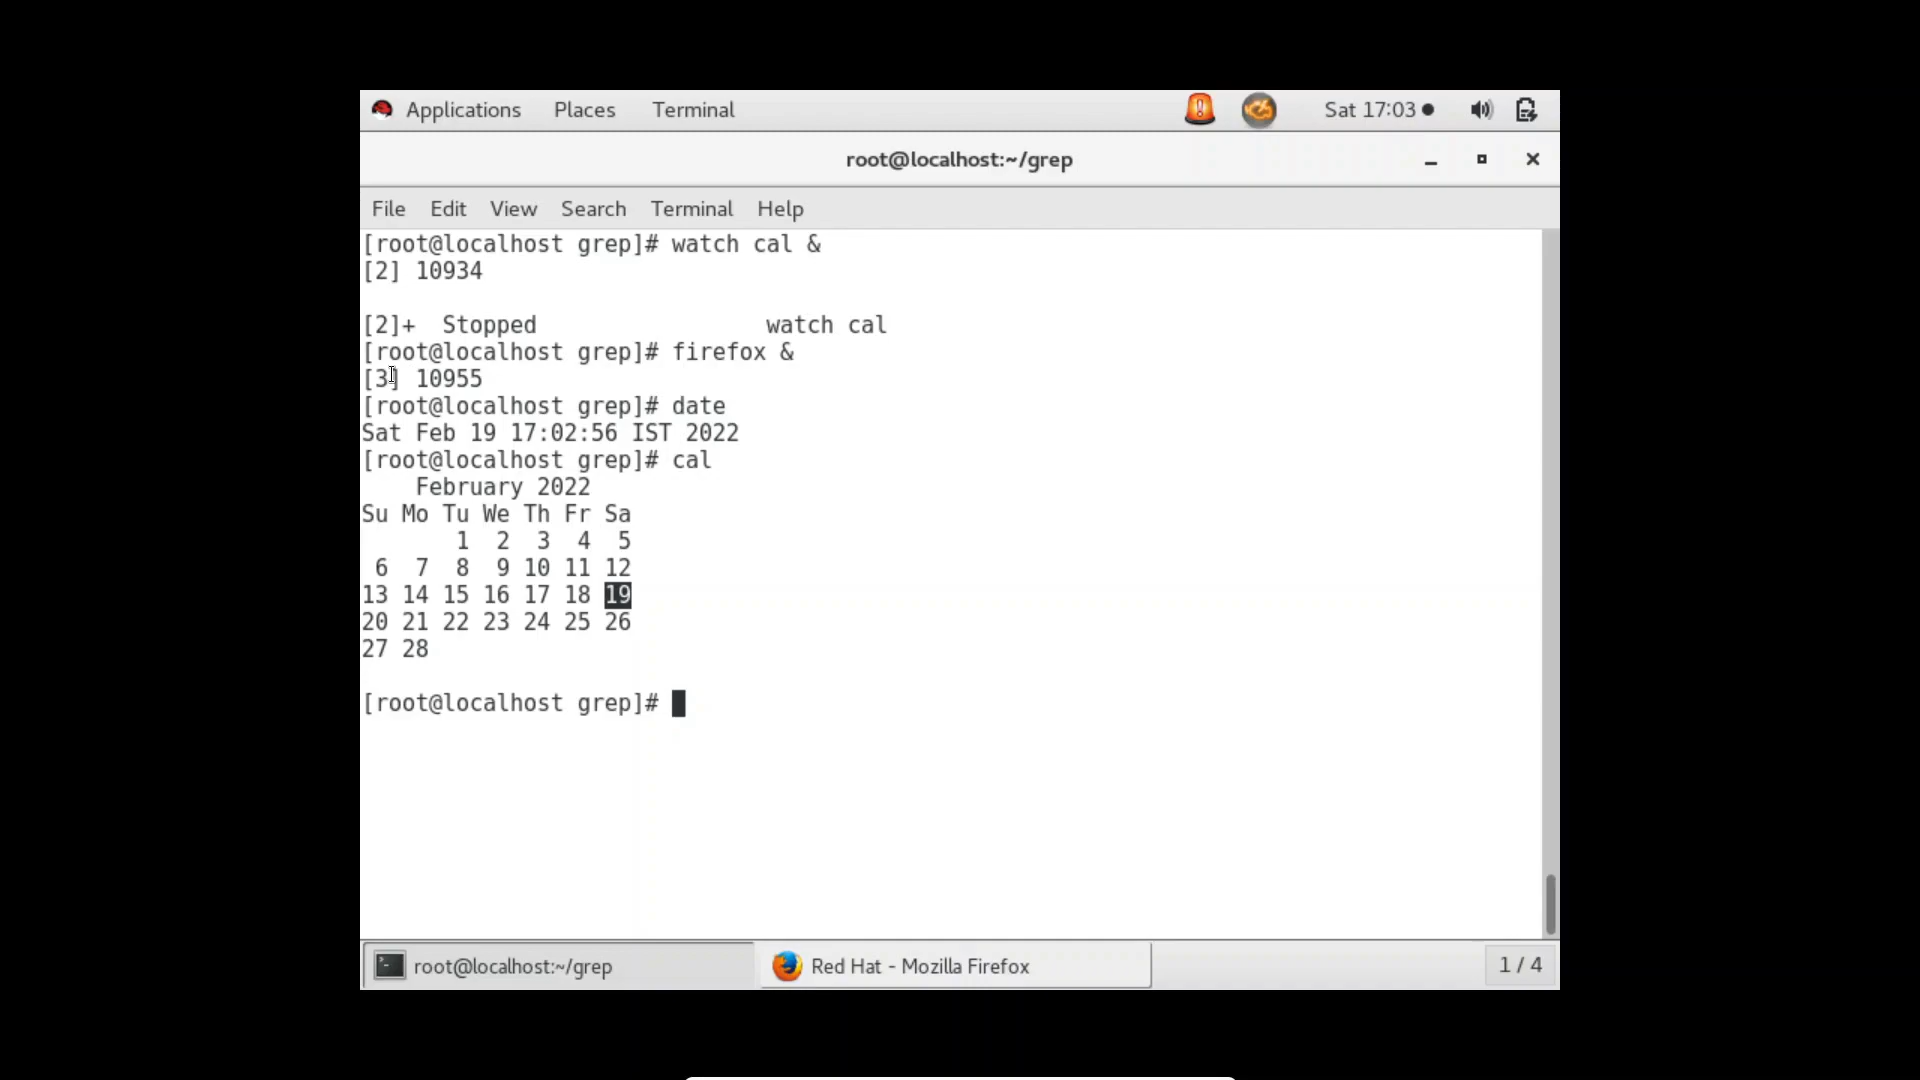 Applications Places Terminal Sat 17:03
root@localhost:~/grep
File Edit View Search Terminal Help
[root@localhost grep]# watch cal &
[2] 10934
[2]+  Stopped                 watch cal
[root@localhost grep]# firefox &
[3] 10955
[root@localhost grep]# date
Sat Feb 19 17:02:56 IST 2022
[root@localhost grep]# cal
    February 2022
Su Mo Tu We Th Fr Sa
       1  2  3  4  5
 6  7  8  9 10 11 12
13 14 15 16 17 18 19
20 21 22 23 24 25 26
27 28
[root@localhost grep]#
root@localhost:~/grep Red Hat - Mozilla Firefox 1 / 4